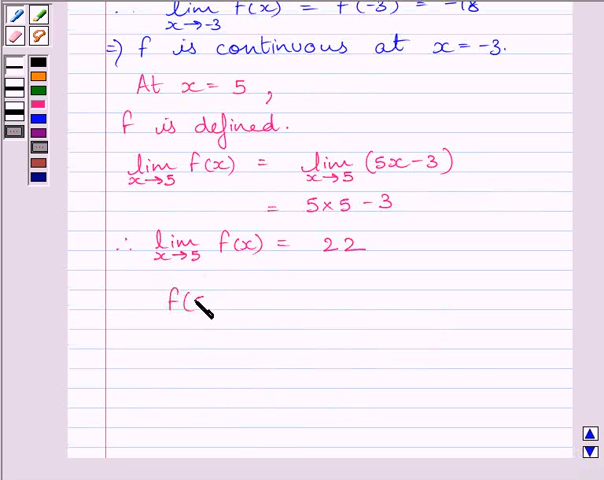 ∴ lim x→-3 f(x) = f(-3) = -18
⇒ f is continuous at x = -3.
At x = 5,
f is defined.
lim x→5 f(x) = lim x→5 (5x-3)
= 5×5 - 3
∴ lim x→5 f(x) = 22
f(5